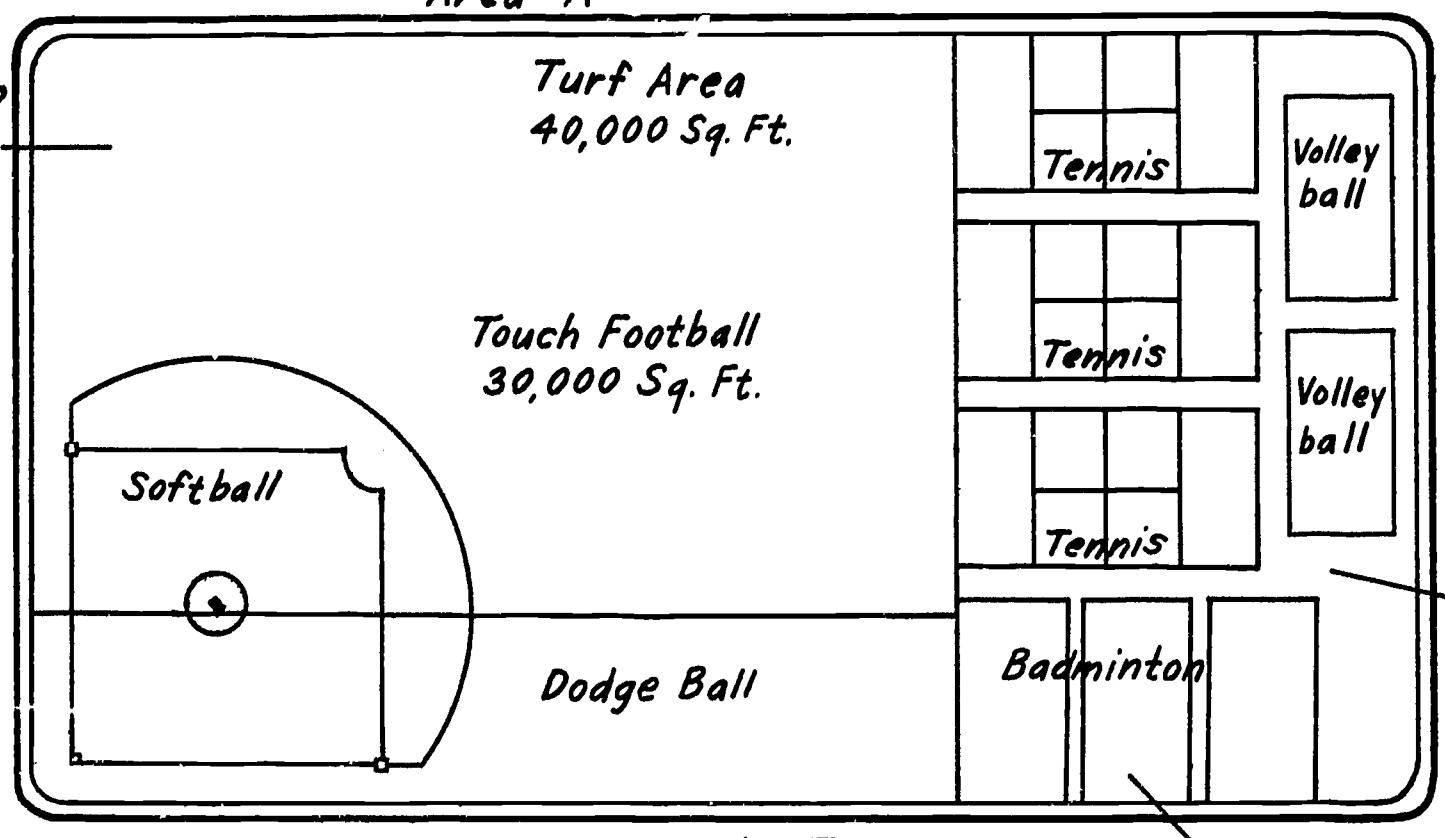 Area A
Turf Area
40,000 Sq. Ft.
Tennis
Volley
ball
Touch Football
30,000 Sq. Ft.
Tennis
Volley
ball
Softball
Tennis
Dodge Ball
Badminton